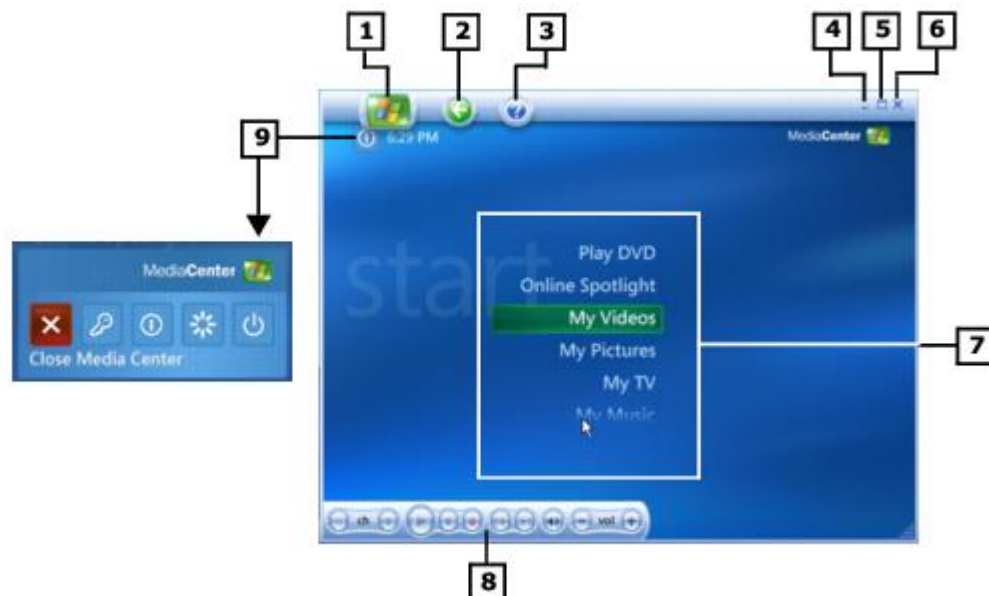 1
2
3
4
5
6
9
6:29 PM
MediaCenter
start
Play DVD
Online Spotlight
My Videos
My Pictures
My TV
My Music
7
MediaCenter
Close Media Center
ch
vol
8